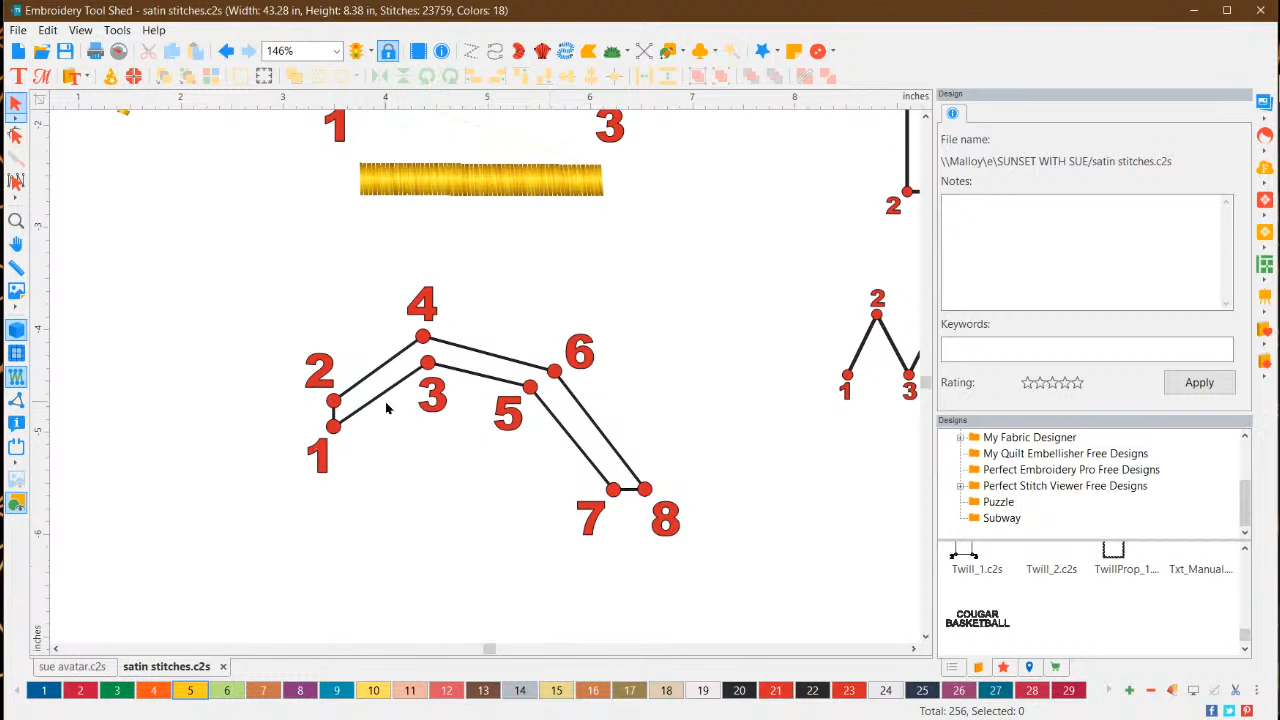 Embroidery Tool Shed - satin stitches.c2s (Width: 43.28 in, Height: 8.38 in, Stitches: 23759, Colors: 18)
File Edit View Tools Help
146%
1 2 3 4 5 6 7 8 inches
-2
-3
-4
-5
-6
inches
1 3
2
4
2 6
3
5
1
7 8
2
1 3
Design
File name:
\\Malloy\e\SUNSET WITH SUE/satin stitches.c2s
Notes:
Keywords:
Rating:
Apply
Designs
My Fabric Designer
My Quilt Embellisher Free Designs
Perfect Embroidery Pro Free Designs
Perfect Stitch Viewer Free Designs
Puzzle
Subway
Twill_1.c2s Twill_2.c2s TwillProp_1.... Txt_Manual....
COUGAR
BASKETBALL
sue avatar.c2s satin stitches.c2s
1 2 3 4 5 6 7 8 9 10 11 12 13 14 15 16 17 18 19 20 21 22 23 24 25 26 27 28 29
Total: 256, Selected: 0